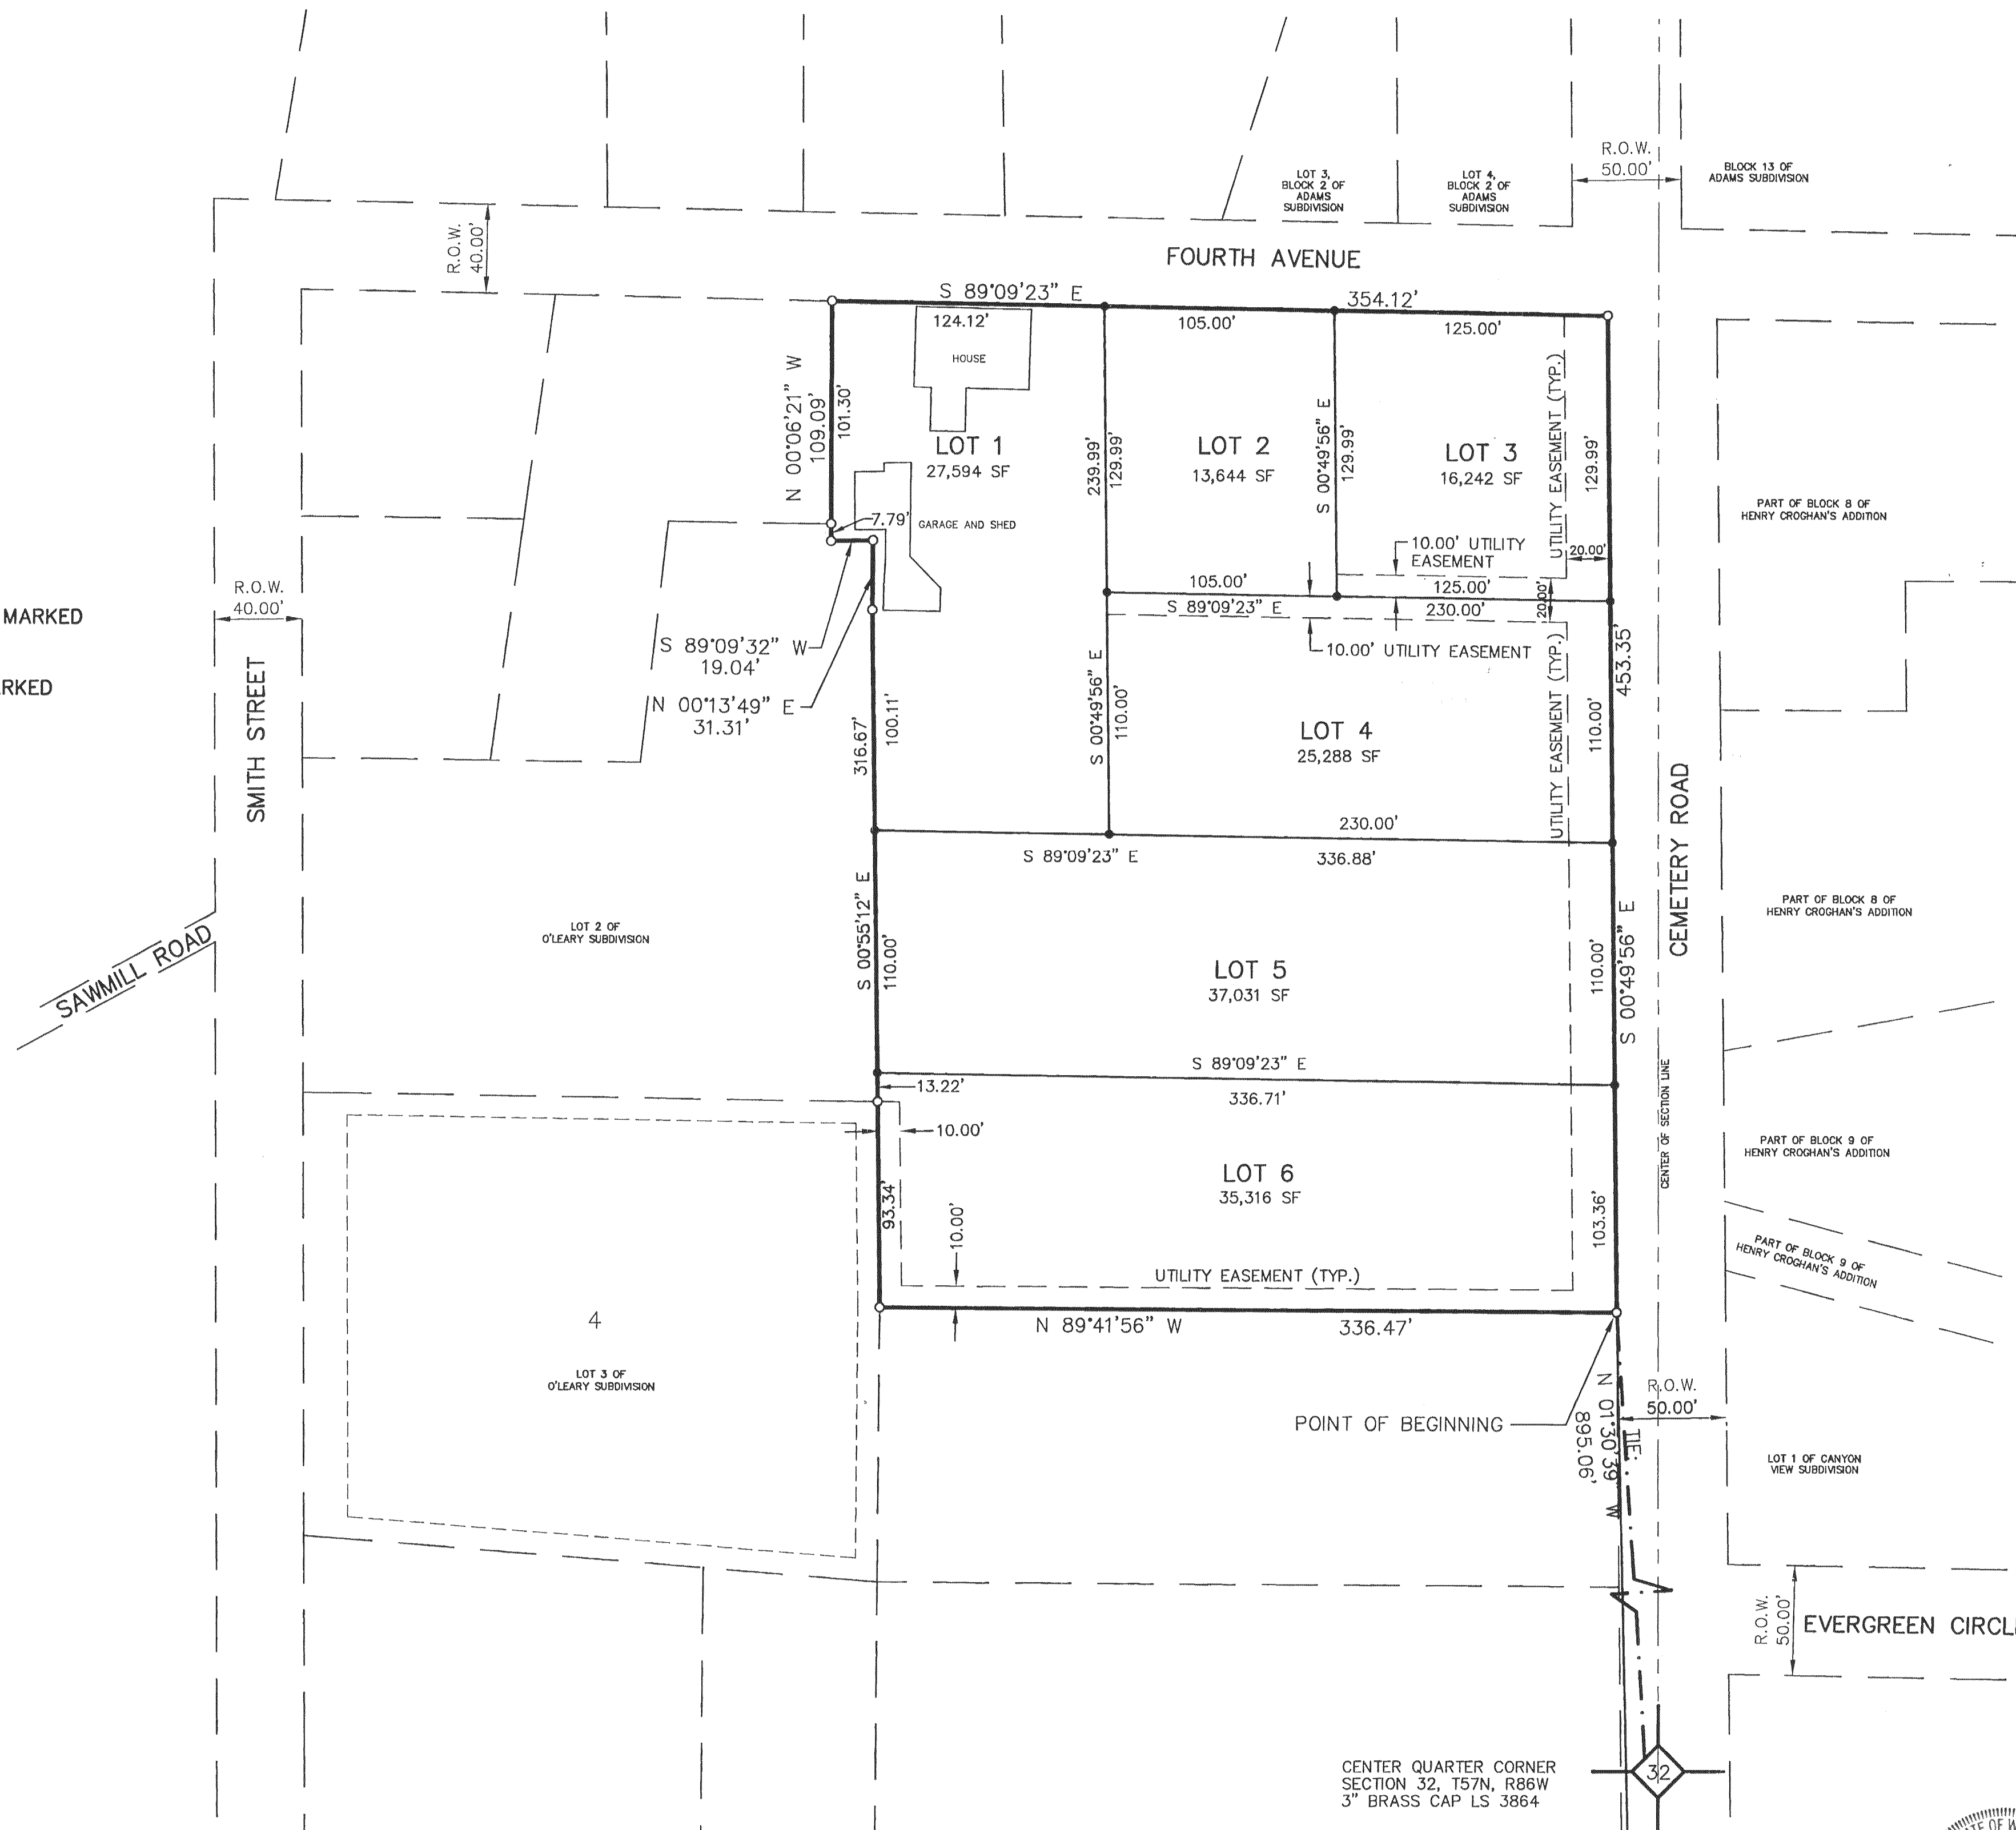 R.O.W.
50.00'
BLOCK 13 OF
ADAMS SUBDIVISION
LOT 3,
BLOCK 2 OF
ADAMS
SUBDIVISION
LOT 4,
BLOCK 2 OF
ADAMS
SUBDIVISION
R.O.W.
40.00'
FOURTH AVENUE
S 89°09'23" E
354.12'
124.12'
105.00'
125.00'
HOUSE
N 00°06'21" W
109.09'
101.30'
LOT 1
27,594 SF
239.99'
129.99'
LOT 2
13,644 SF
S 00°49'56" E
129.99'
LOT 3
16,242 SF
UTILITY EASEMENT (TYP.)
129.99'
PART OF BLOCK 8 OF
HENRY CROGHAN'S ADDITION
7.79'
GARAGE AND SHED
10.00' UTILITY
EASEMENT
20.00'
R.O.W.
40.00'
MARKED
RKED
105.00'
S 89°09'23" E
125.00'
230.00'
20.00'
10.00' UTILITY EASEMENT
S 89°09'32" W
19.04'
N 00°13'49" E
31.31'
SMITH STREET
316.67'
100.11'
S 00°49'56" E
110.00'
LOT 4
25,288 SF
UTILITY EASEMENT (TYP.)
110.00'
453.35'
CEMETERY ROAD
230.00'
S 89°09'23" E
336.88'
S 00°55'12" E
110.00'
LOT 2 OF
O'LEARY SUBDIVISION
SAWMILL ROAD
LOT 5
37,031 SF
110.00'
S 00°49'56" E
PART OF BLOCK 8 OF
HENRY CROGHAN'S ADDITION
S 89°09'23" E
13.22'
336.71'
10.00'
CENTER OF SECTION LINE
PART OF BLOCK 9 OF
HENRY CROGHAN'S ADDITION
LOT 6
35,316 SF
93.34'
10.00'
103.36'
UTILITY EASEMENT (TYP.)
PART OF BLOCK 9 OF
HENRY CROGHAN'S ADDITION
N 89°41'56" W
336.47'
4
LOT 3 OF
O'LEARY SUBDIVISION
POINT OF BEGINNING
TIE:
N 01°30'39" W
895.06'
R.O.W.
50.00'
LOT 1 OF CANYON
VIEW SUBDIVISION
R.O.W.
50.00'
EVERGREEN CIRCL
CENTER QUARTER CORNER
SECTION 32, T57N, R86W
3" BRASS CAP LS 3864
32